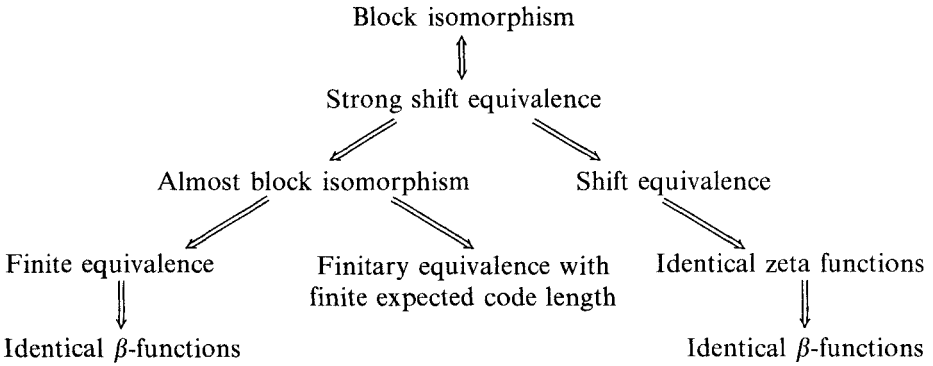 Block isomorphism
Strong shift equivalence
Almost block isomorphism
Shift equivalence
Finite equivalence
Finitary equivalence with
finite expected code length
Identical zeta functions
Identical β-functions
Identical β-functions